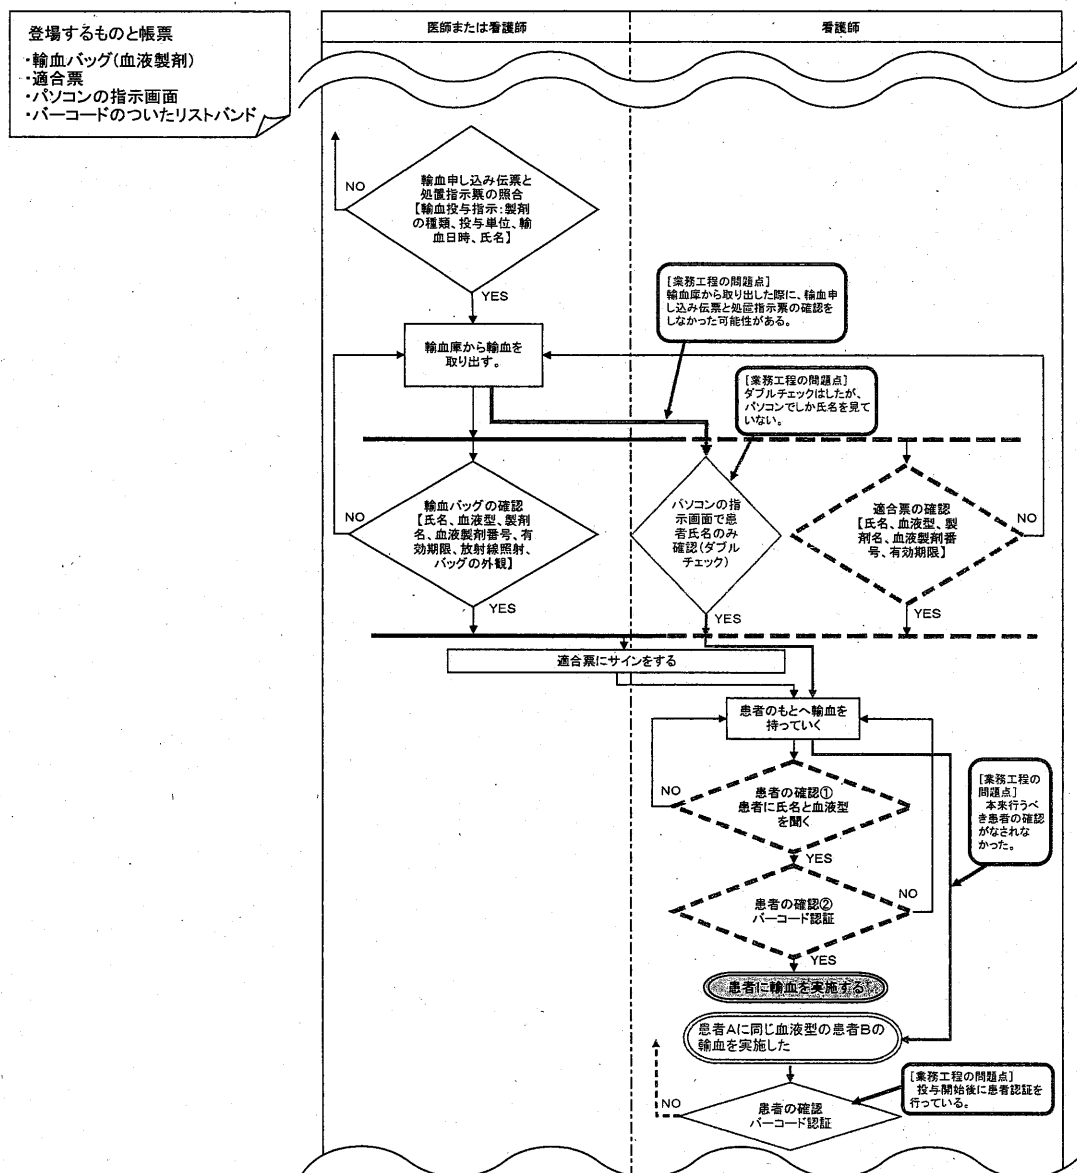 登場するものと帳票
・輸血バッグ(血液製剤)
・適合票
・パソコンの指示画面
・バーコードのついたリストバンド
医師または看護師
看護師
NO
輸血申し込み伝票と
処置指示票の照合
【輸血投与指示：製剤
の種類、投与単位、輸
血日時、氏名】
YES
[業務工程の問題点]
輸血庫から取り出した際に、輸血申
し込み伝票と処置指示票の確認を
しなかった可能性がある。
輸血庫から輸血を
取り出す。
[業務工程の問題点]
ダブルチェックはしたが、
パソコンでしか氏名を見て
いない。
NO
輸血バッグの確認
【氏名、血液型、製剤
名、血液製剤番号、有
効期限、放射線照射、
バッグの外観】
YES
パソコンの指
示画面で患
者氏名のみ
確認(ダブル
チェック)
YES
適合票の確認
【氏名、血液型、製
剤名、血液製剤番
号、有効期限】
NO
YES
適合票にサインをする
患者のもとへ輸血を
持っていく
NO
患者の確認①
患者に氏名と血液型
を聞く
YES
[業務工程の
問題点]
本来行うべ
き患者の確認
がなされな
かった。
患者の確認②
バーコード認証
NO
YES
患者に輸血を実施する
患者Aに同じ血液型の患者Bの
輸血を実施した
[業務工程の問題点]
投与開始後に患者認証を
行っている。
NO
患者の確認
バーコード認証